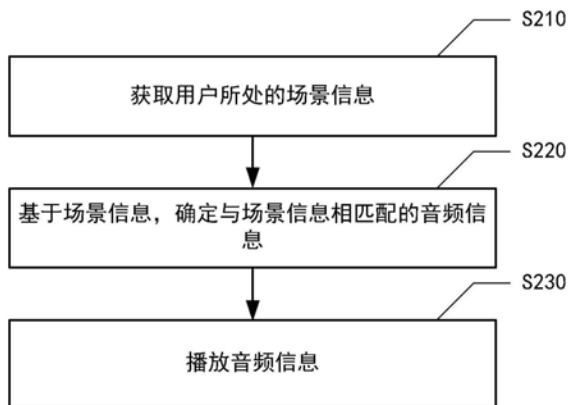 S210
获取用户所处的场景信息
S220
基于场景信息，确定与场景信息相匹配的音频信
息
S230
播放音频信息